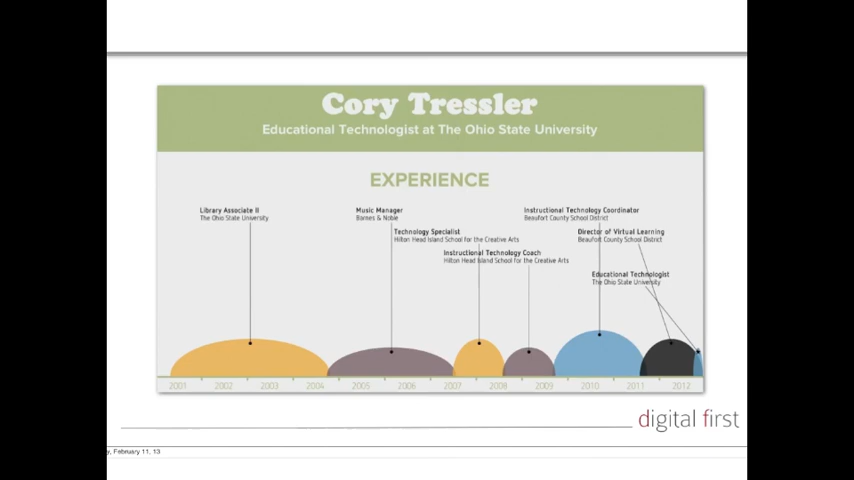 Cory Tressler
Educational Technologist at The Ohio State University
EXPERIENCE
Library Associate II
The Ohio State University
Music Manager
Barnes & Noble
Technology Specialist
Hilton Head Island School for the Creative Arts
Instructional Technology Coach
Hilton Head Island School for the Creative Arts
Instructional Technology Coordinator
Beaufort County School District
Director of Virtual Learning
Beaufort County School District
Educational Technologist
The Ohio State University
2001 2002 2003 2004 2005 2006 2007 2008 2009 2010 2011 2012
digital first
y, February 11, 13